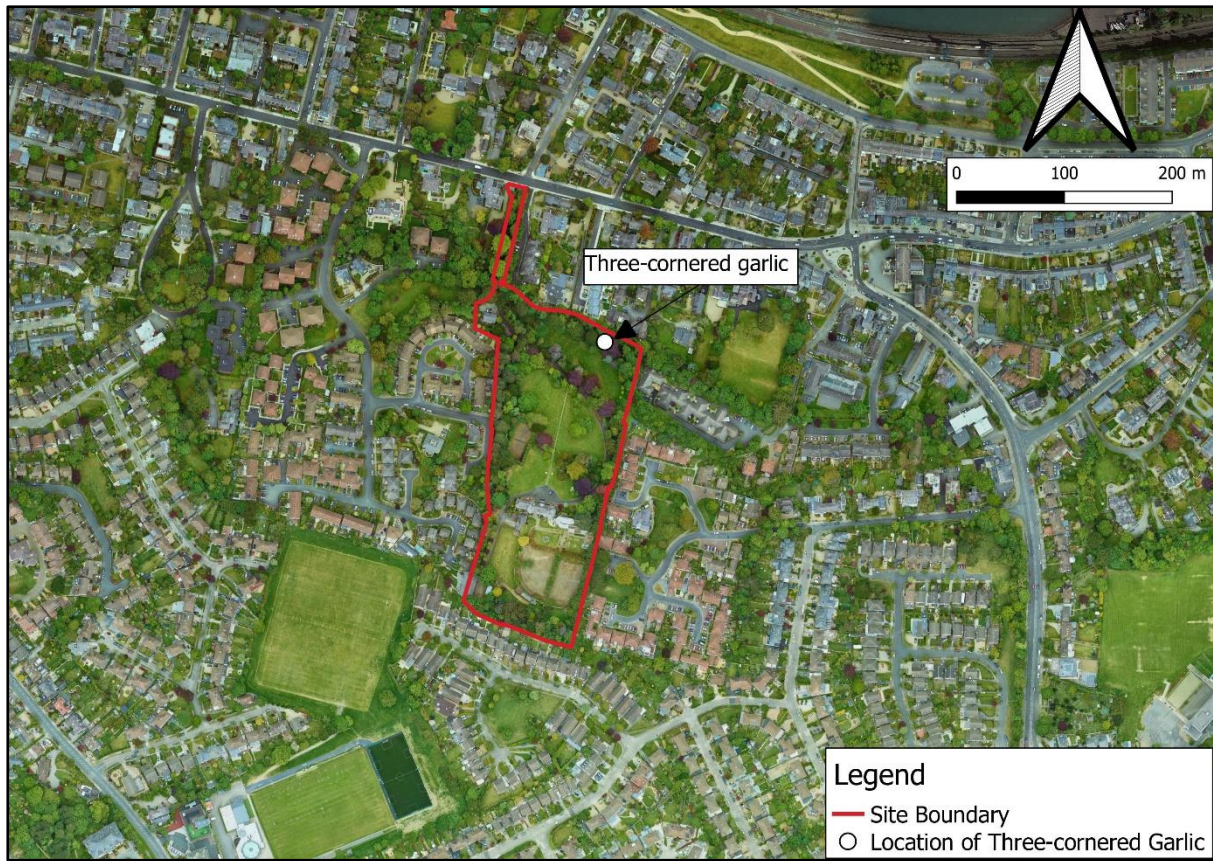 0 100 200 m
Three-cornered garlic
Legend
Site Boundary
Location of Three-cornered Garlic